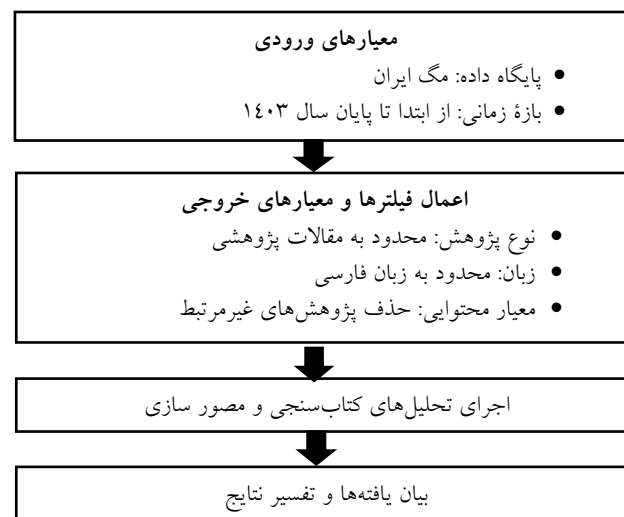 معیارهای ورودی
• پایگاه داده: مگ ایران
• بازۀ زمانی: از ابتدا تا پایان سال ۱٤۰۳
اعمال فیلترها و معیارهای خروجی
• نوع پژوهش: محدود به مقالات پژوهشی
• زبان: محدود به زبان فارسی
• معیار محتوایی: حذف پژوهش‌های غیرمرتبط
اجرای تحلیل‌های کتاب‌سنجی و مصور سازی
بیان یافته‌ها و تفسیر نتایج